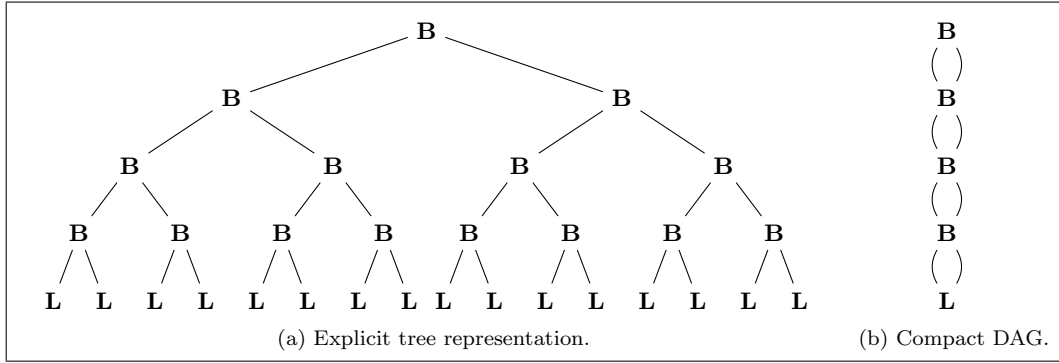 B B
B B B
B B B B B
B B B B B B B B B
L L L L L L L L L L L L L L L L L
(a) Explicit tree representation. (b) Compact DAG.